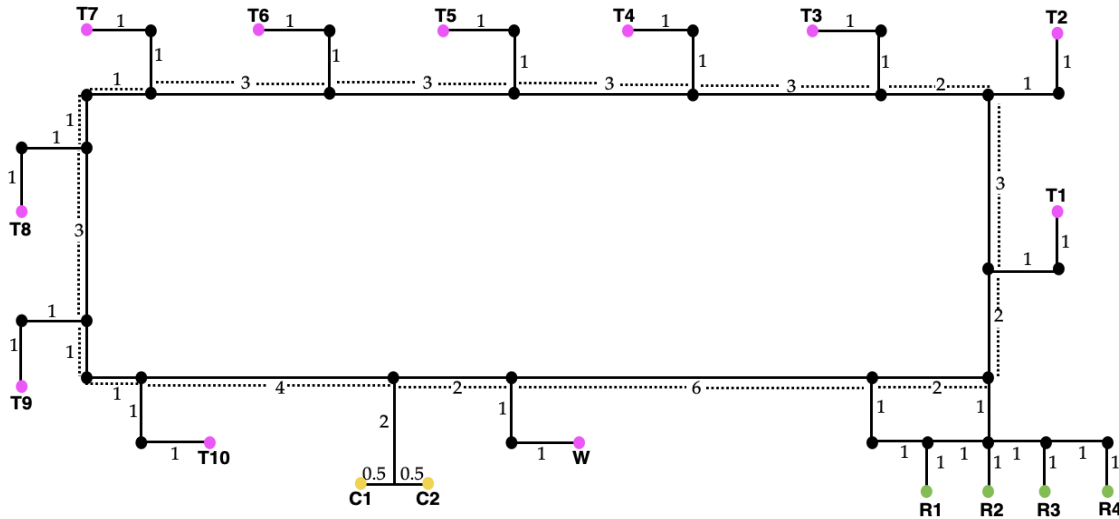 T7 1 T6 1 T5 1 T4 1 T3 1 T2
1 1 1 1 1 1
1 3 3 3 3 2 1
1
1
1 3 T1
T8
3 1 1
1 2
1
1 1 4 2 6 2
T9 1 1 1 1
2
1 T10 1 W 1 1 1 1
0.5 0.5 1 1 1 1
C1 C2 R1 R2 R3 R4